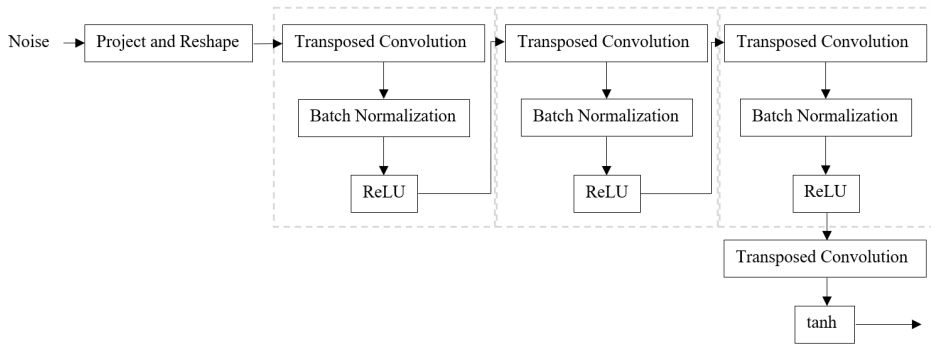 Noise
Project and Reshape
Transposed Convolution
Batch Normalization
ReLU
Transposed Convolution
Batch Normalization
ReLU
Transposed Convolution
Batch Normalization
ReLU
Transposed Convolution
tanh